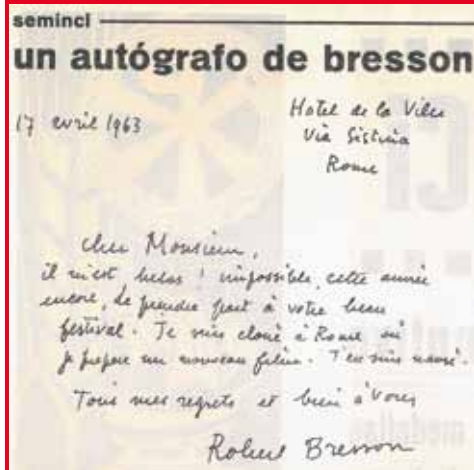 seminci
un autógrafo de bresson
17 avril 1963
Hotel de la Ville
Via Sistina
Rome
cher Monsieur,
il m'est helas ! impossible, cette année
encore, de prendre part à votre beau
festival. Je suis cloué à Rome où
je prépare un nouveau film. J'en suis navré.
Tous mes regrets et bien à vous
Robert Bresson